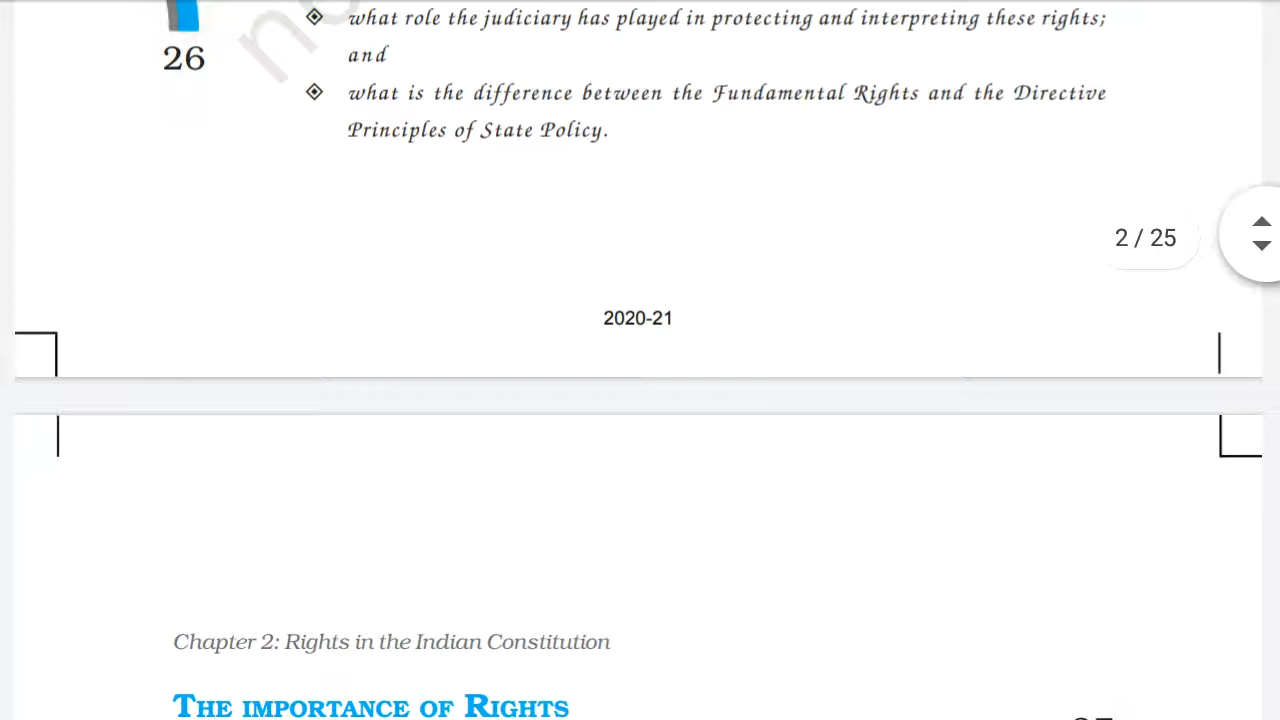 what role the judiciary has played in protecting and interpreting these rights;
26
and
what is the difference between the Fundamental Rights and the Directive
Principles of State Policy.
2 / 25
2020-21
Chapter 2: Rights in the Indian Constitution
THE IMPORTANCE OF RIGHTS